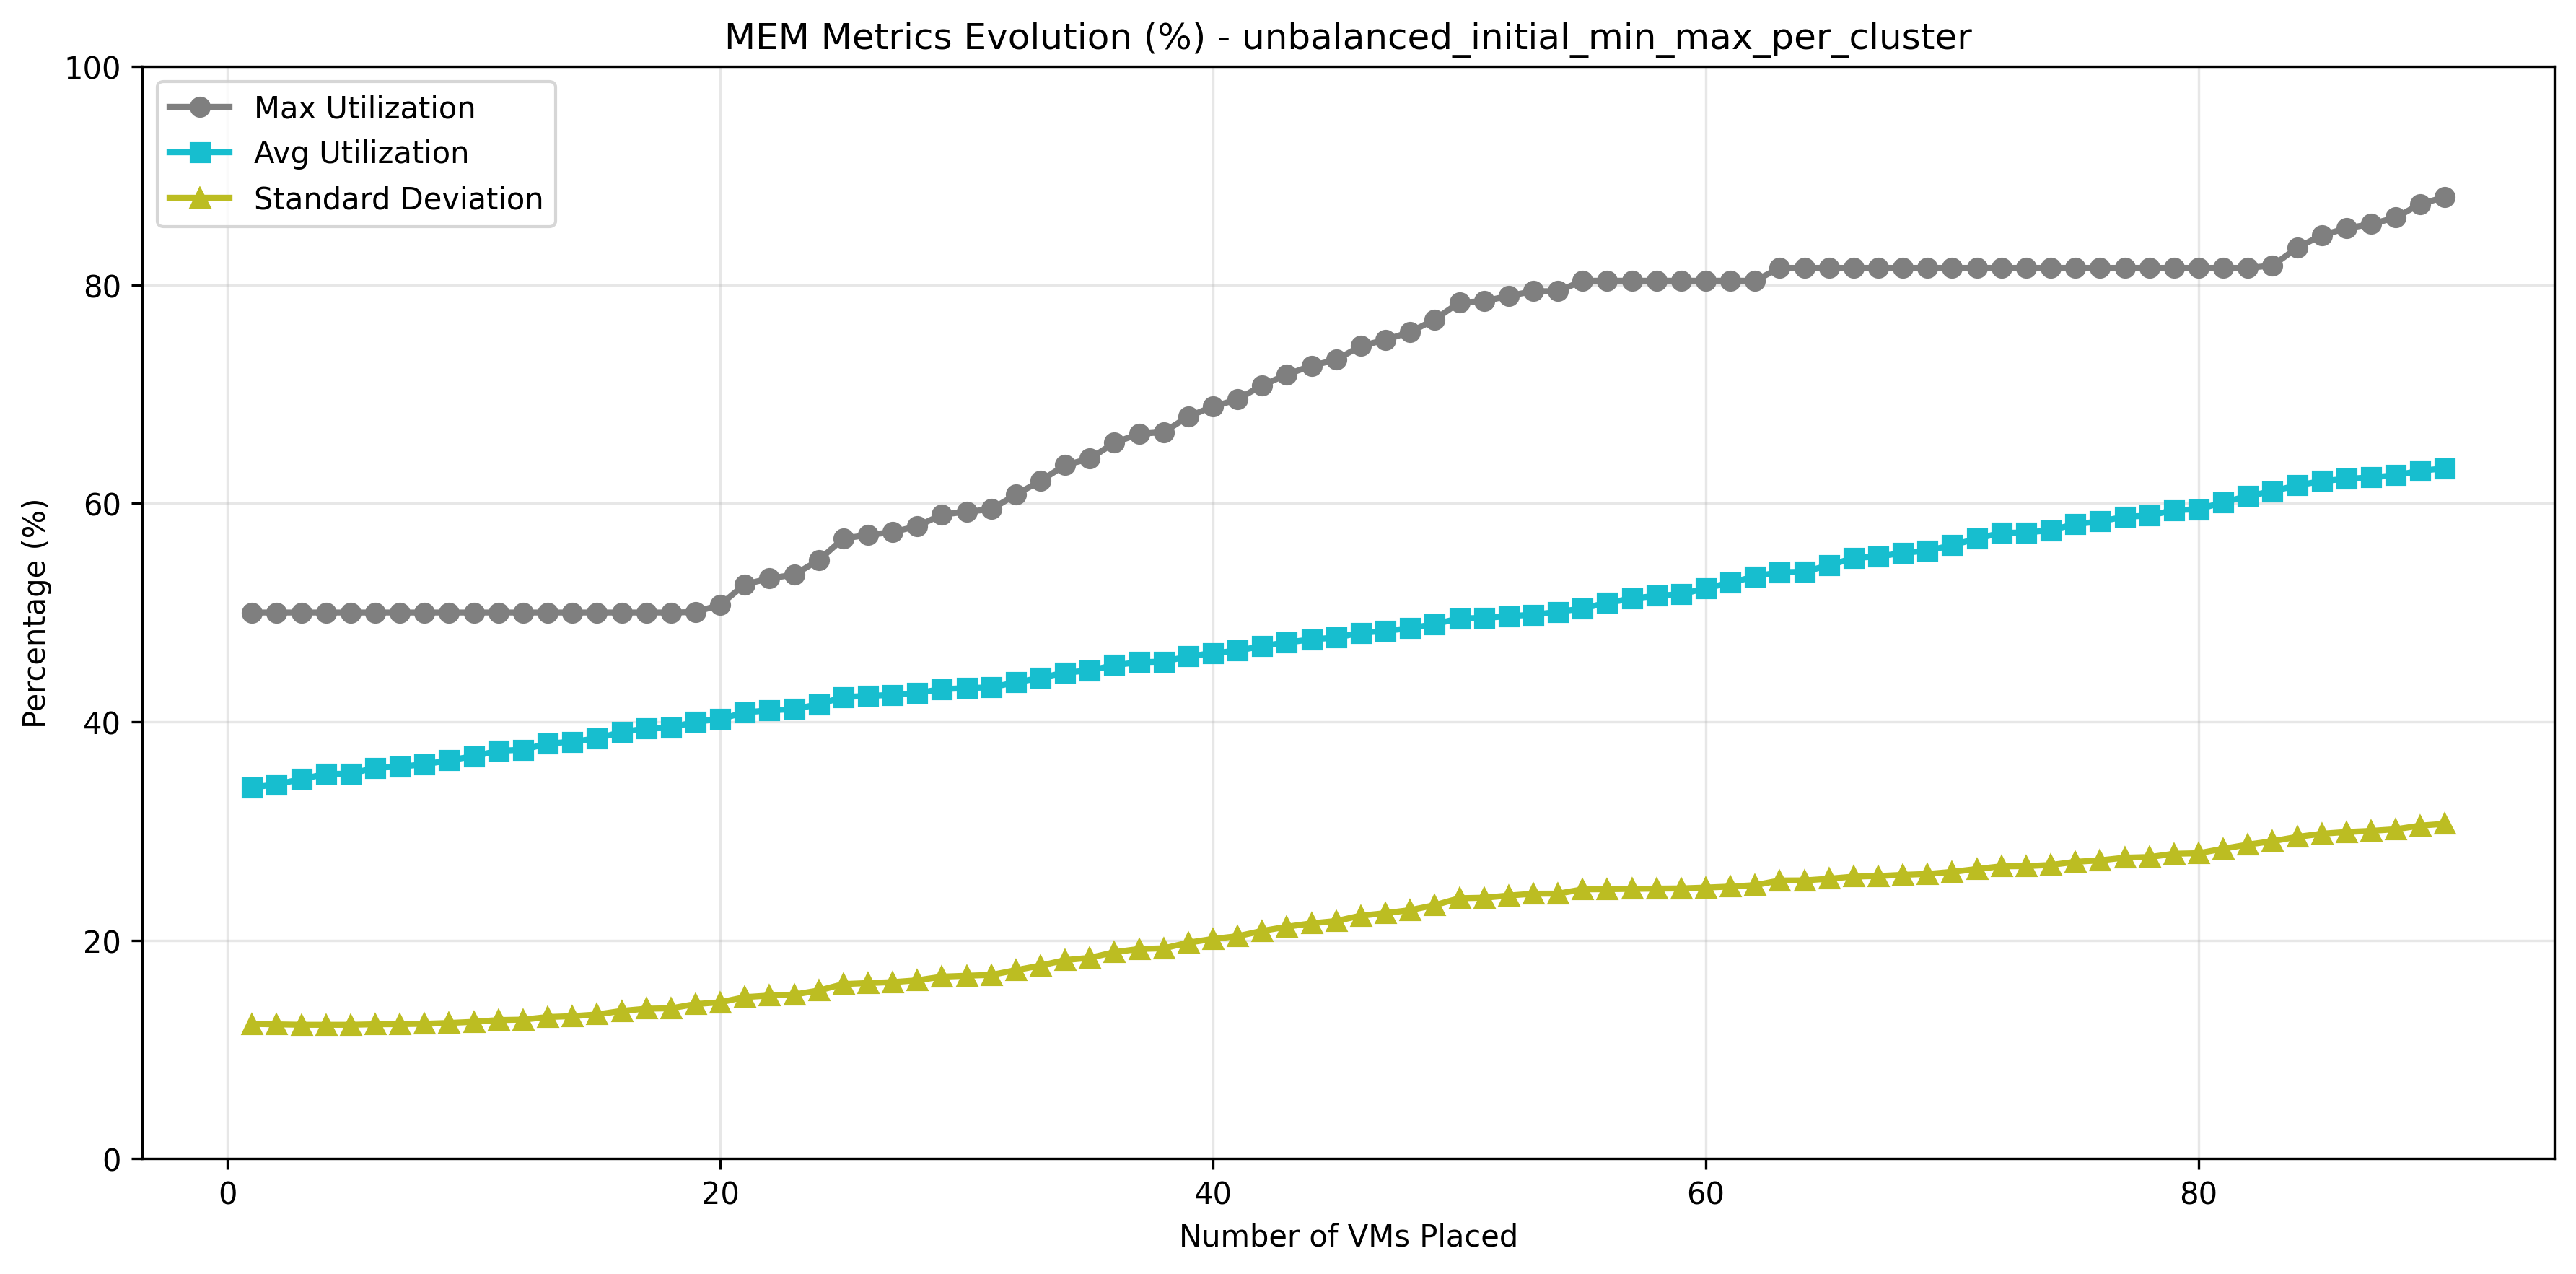 MEM Metrics Evolution (%) - unbalanced_initial_min_max_per_cluster
100
80
60
40
20
0
Percentage (%)
Max Utilization
Avg Utilization
Standard Deviation
0 20 40 60 80
Number of VMs Placed